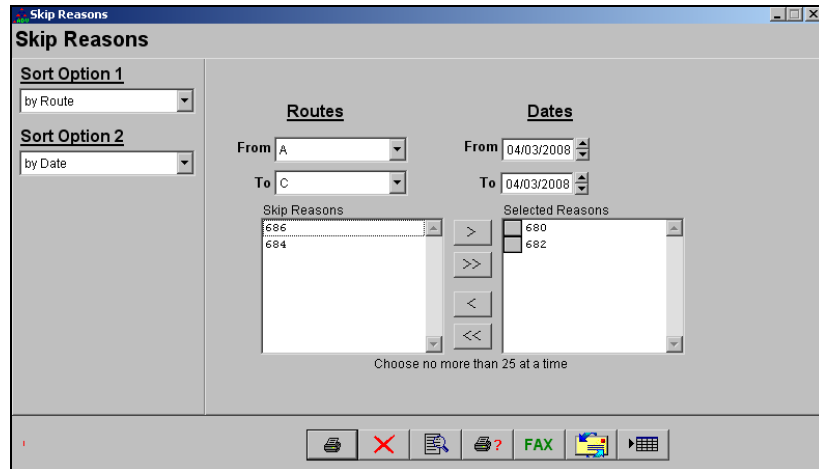 Skip Reasons
Skip Reasons
Sort Option 1
by Route
Sort Option 2
by Date
Routes
From A
To C
Dates
From 04/03/2008
To 04/03/2008
Skip Reasons
686
684
>
>>
<
<<
Selected Reasons
680
682
Choose no more than 25 at a time
? FAX